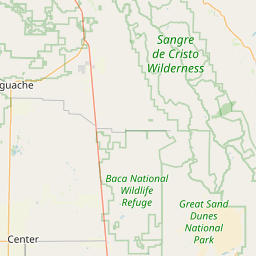 Sangre
de Cristo
Wilderness
guache
Baca National
Wildlife
Refuge
Great Sand
Dunes
National
Park
Center